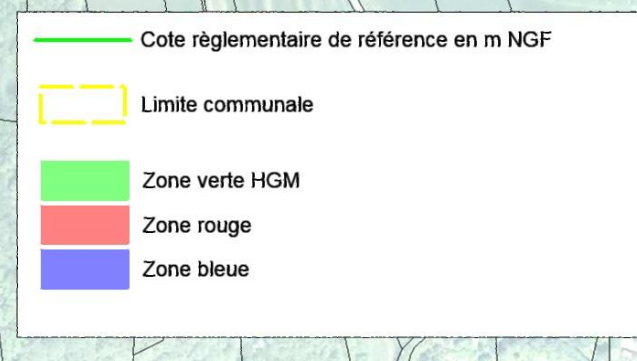 Cote règlementaire de référence en m NGF
Limite communale
Zone verte HGM
Zone rouge
Zone bleue